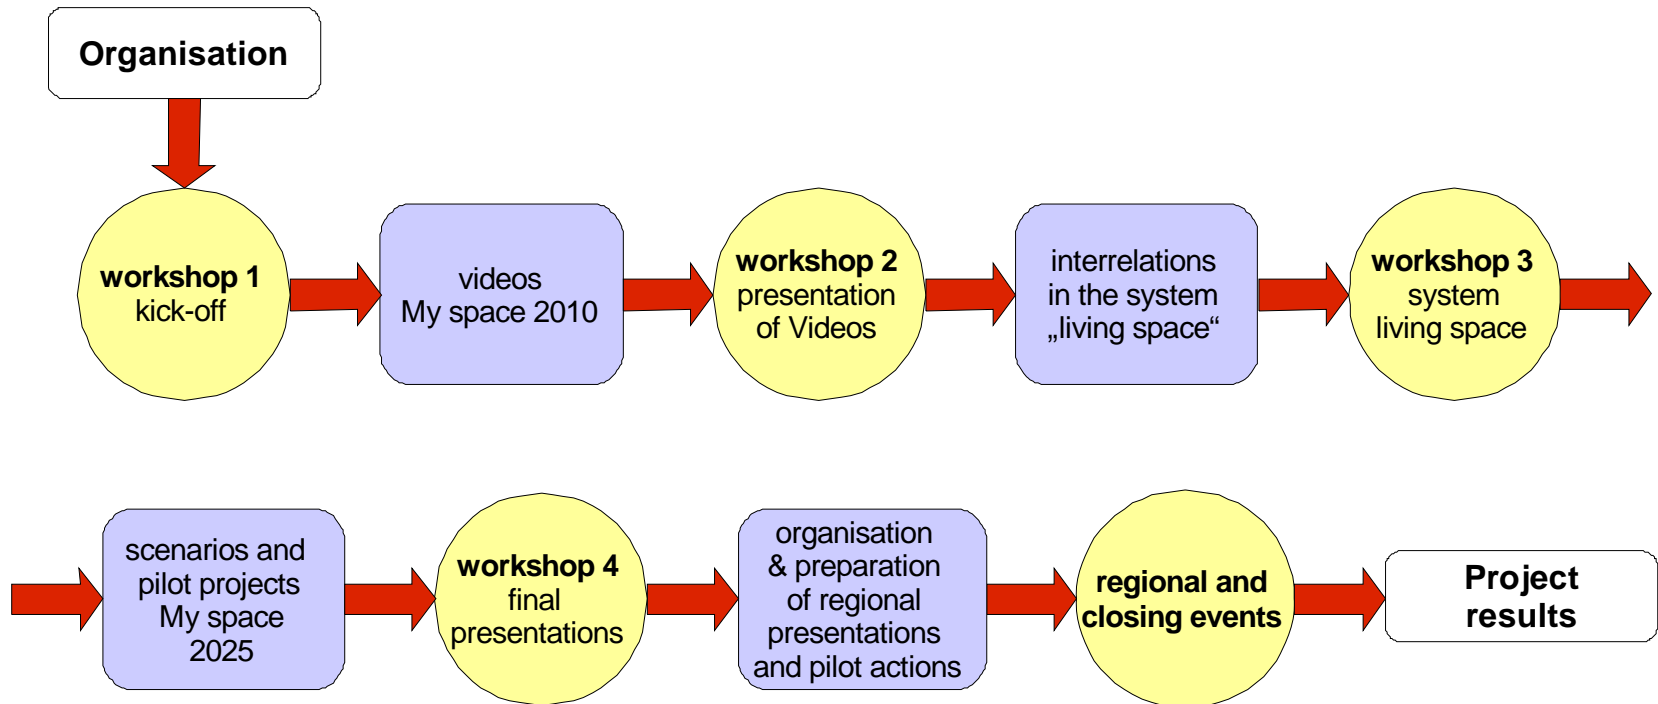 Organisation
workshop 1
kick-off
videos
My space 2010
workshop 2
presentation
of Videos
interrelations
in the system
„living space“
workshop 3
system
living space
scenarios and
pilot projects
My space
2025
workshop 4
final
presentations
organisation
& preparation
of regional
presentations
and pilot actions
regional and
closing events
Project
results